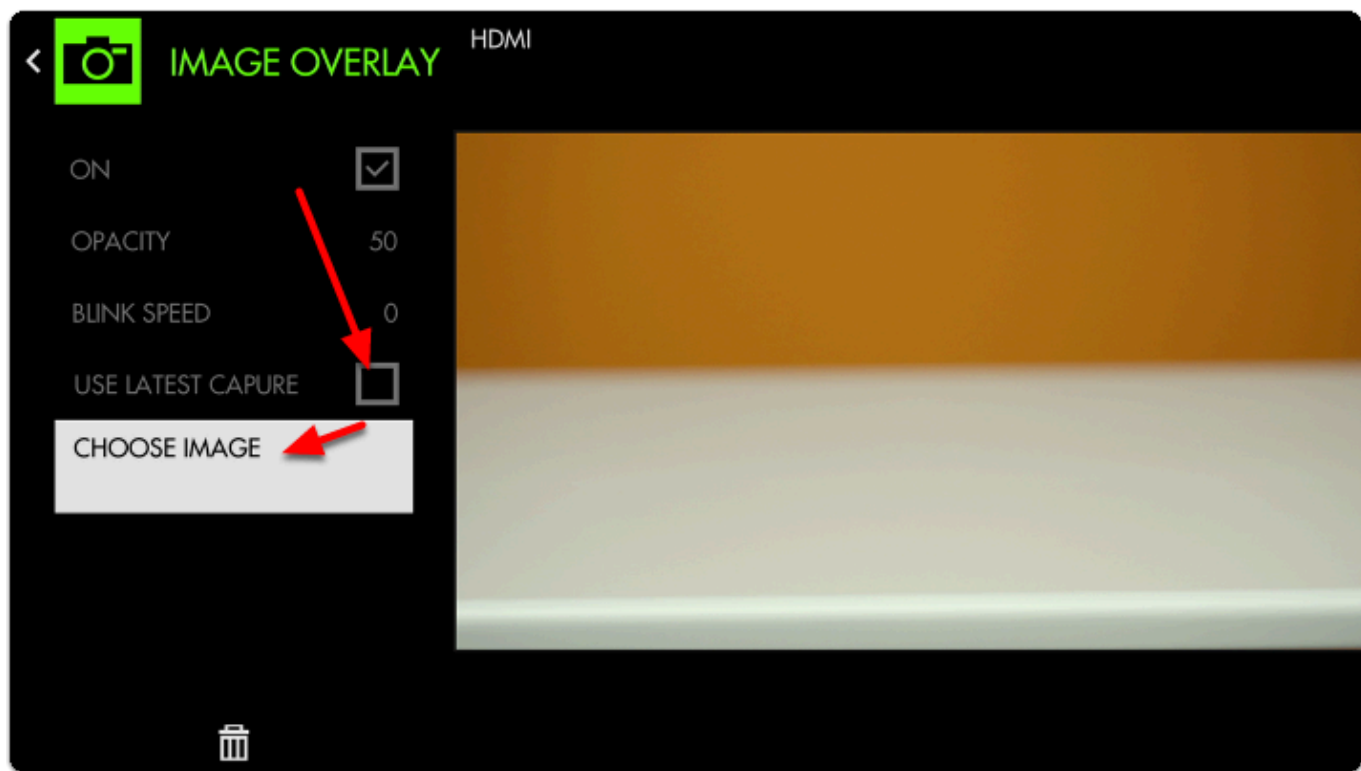 IMAGE OVERLAY
HDMI
ON
OPACITY 50
BLINK SPEED 0
USE LATEST CAPURE
CHOOSE IMAGE